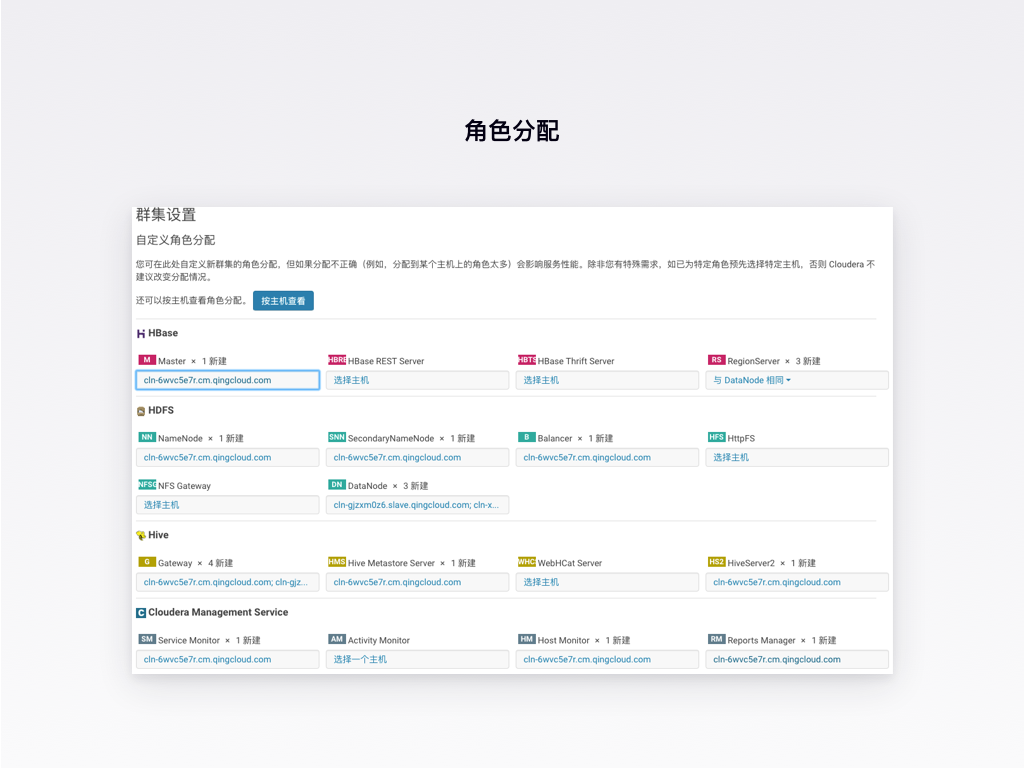 角色分配
群集设置
自定义角色分配
您可在此处自定义新群集的角色分配，但如果分配不正确（例如，分配到某个主机上的角色太多）会影响服务性能。除非您有特殊需求，如已为特定角色预先选择特定主机，否则 Cloudera 不
建议改变分配情况。
还可以按主机查看角色分配。 按主机查看
HBase
M Master × 1 新建 HBRE HBase REST Server HBTS HBase Thrift Server RS RegionServer × 3 新建
cln-6wvc5e7r.cm.qingcloud.com 选择主机 选择主机 与 DataNode 相同
HDFS
NN NameNode × 1 新建 SNN SecondaryNameNode × 1 新建 B Balancer × 1 新建 HFS HttpFS
cln-6wvc5e7r.cm.qingcloud.com cln-6wvc5e7r.cm.qingcloud.com cln-6wvc5e7r.cm.qingcloud.com 选择主机
NFSG NFS Gateway DN DataNode × 3 新建
选择主机 cln-gjzxm0z6.slave.qingcloud.com; cln-x...
Hive
G Gateway × 4 新建 HMS Hive Metastore Server × 1 新建 WHC WebHCat Server HS2 HiveServer2 × 1 新建
cln-6wvc5e7r.cm.qingcloud.com; cln-gjz... cln-6wvc5e7r.cm.qingcloud.com 选择主机 cln-6wvc5e7r.cm.qingcloud.com
C Cloudera Management Service
SM Service Monitor × 1 新建 AM Activity Monitor HM Host Monitor × 1 新建 RM Reports Manager × 1 新建
cln-6wvc5e7r.cm.qingcloud.com 选择一个主机 cln-6wvc5e7r.cm.qingcloud.com cln-6wvc5e7r.cm.qingcloud.com